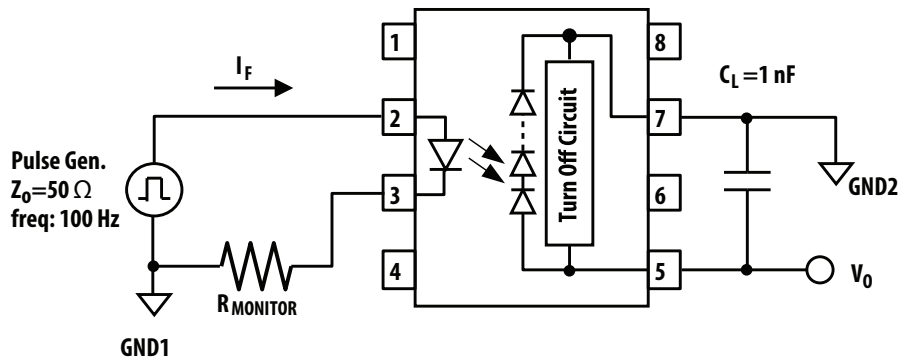 1
8
I_F
C_L =1 nF
2
7
Pulse Gen.
Z_o=50 Ω
freq: 100 Hz
Turn Off Circuit
3
6
GND2
4
5
V_O
R_MONITOR
GND1